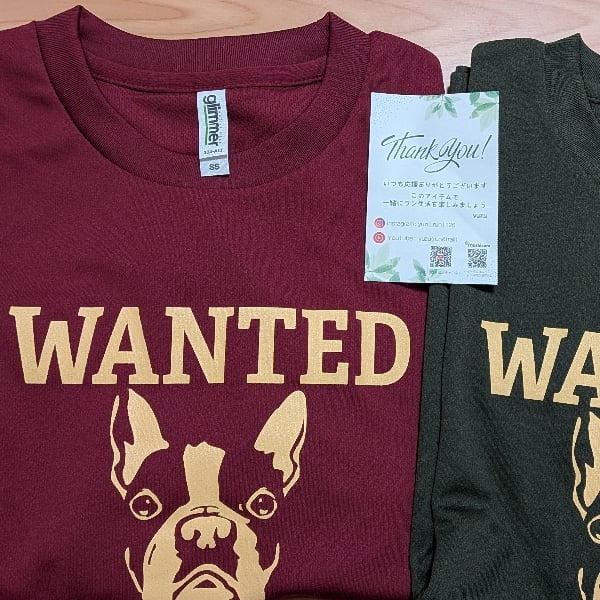 glimmer
SS
Thank you!
いつも応援ありがとうございます
このアイテムで
一緒にラン生活を楽しみましょう
WANTED
WA